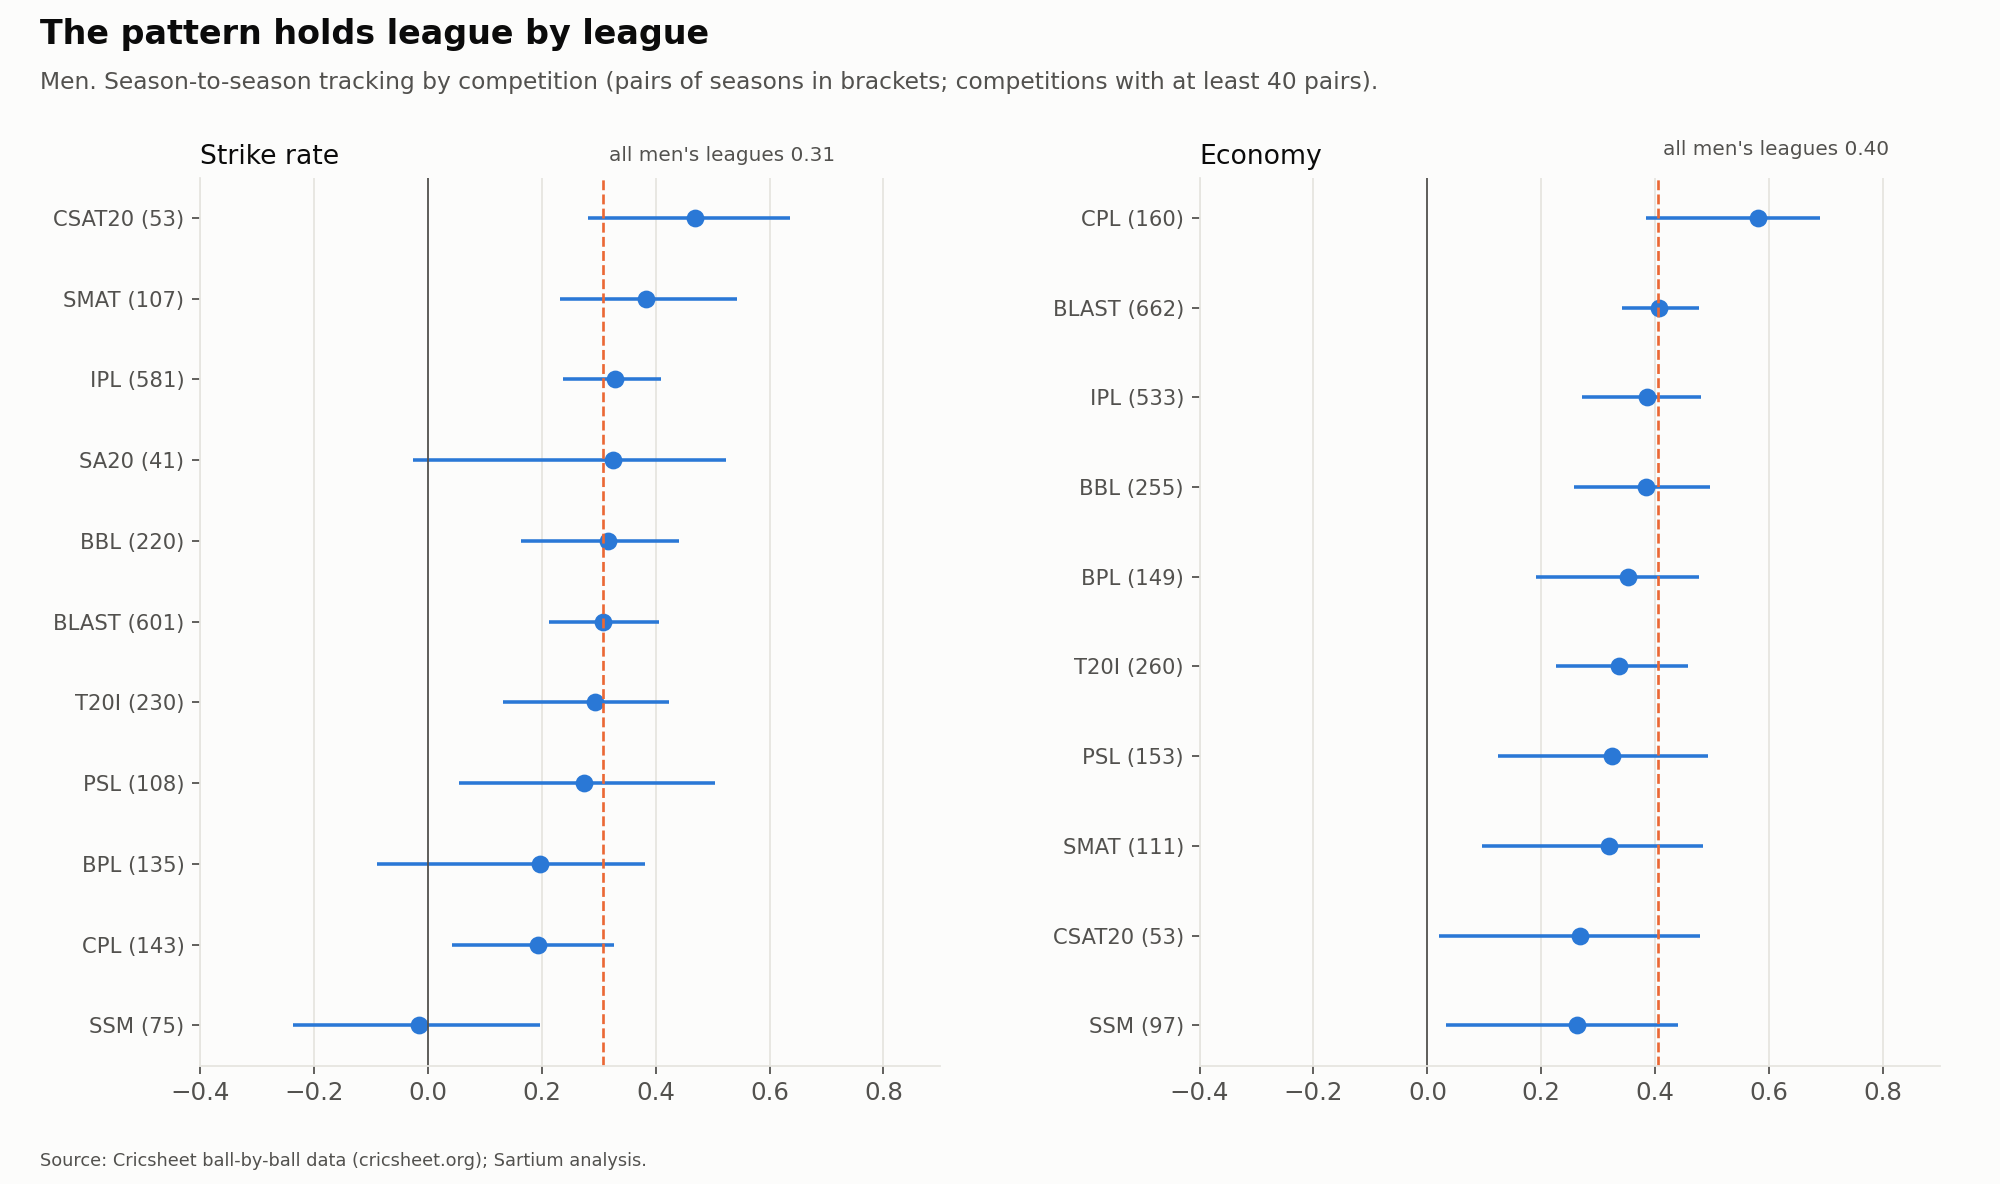 The pattern holds league by league
Men. Season-to-season tracking by competition (pairs of seasons in brackets; competitions with at least 40 pairs).
Strike rate
all men's leagues 0.31
CSAT20 (53)
SMAT (107)
IPL (581)
SA20 (41)
BBL (220)
BLAST (601)
T20I (230)
PSL (108)
BPL (135)
CPL (143)
SSM (75)
−0.4 −0.2 0.0 0.2 0.4 0.6 0.8
Economy
all men's leagues 0.40
CPL (160)
BLAST (662)
IPL (533)
BBL (255)
BPL (149)
T20I (260)
PSL (153)
SMAT (111)
CSAT20 (53)
SSM (97)
−0.4 −0.2 0.0 0.2 0.4 0.6 0.8
Source: Cricsheet ball-by-ball data (cricsheet.org); Sartium analysis.